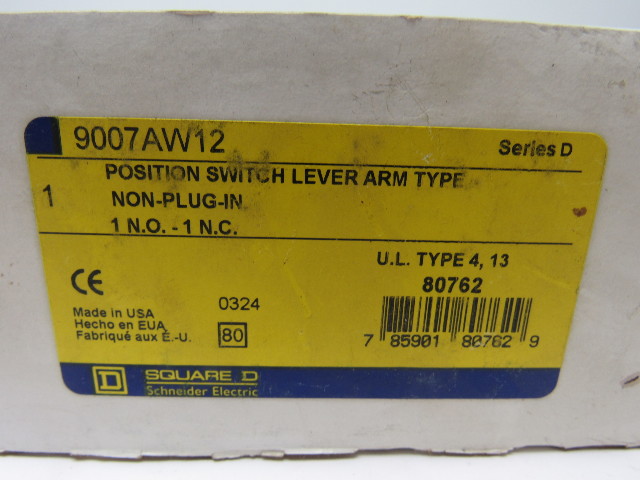 9007AW12
Series D
POSITION SWITCH LEVER ARM TYPE
1
NON-PLUG-IN
1 N.O. - 1 N.C.
U.L. TYPE 4, 13
CE
80762
0324
Made in USA
Hecho en EUA
Fabriqué aux É.-U.
80
7 85901 80762 9
D
SQUARE D
Schneider Electric